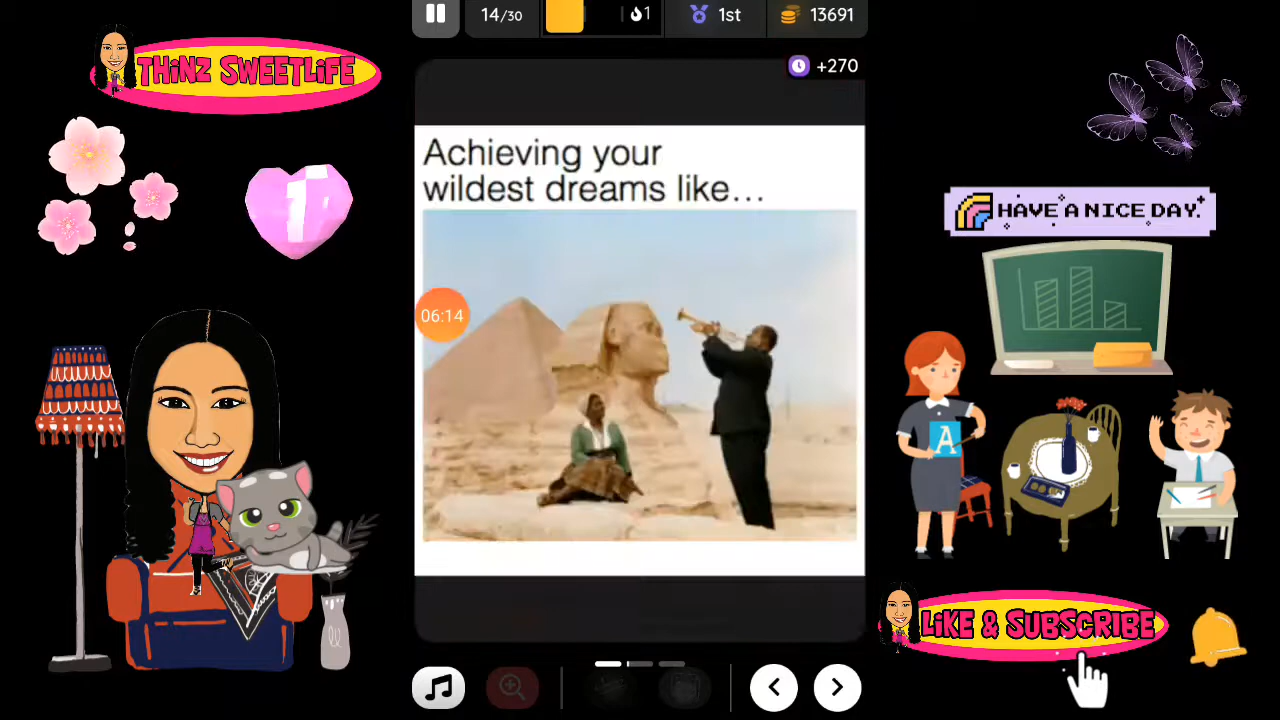 14/30
1
1st
13691
THiNZ SWEETLiFE
+270
Achieving your
wildest dreams like...
HAVE A NICE DAY.
06:14
A
LiKE & SUBSCRiBE